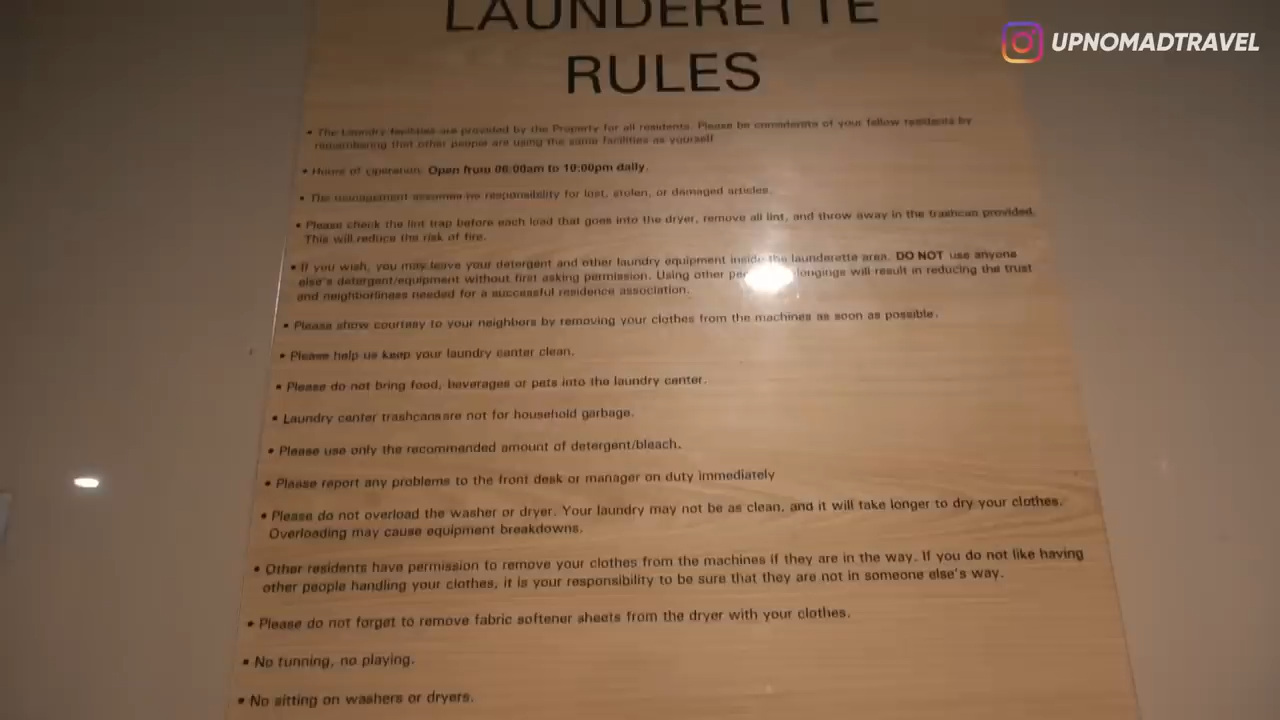 LAUNDERETTE
RULES
UPNOMADTRAVEL
• The Laundry facilities are provided by the Property for all residents. Please be considerate of your fellow residents by
remembering that other people are using the same facilities as yourself
• Hours of Operation: Open from 06:00am to 10:00pm daily.
• The management assumes no responsibility for lost, stolen, or damaged articles.
• Please check the lint trap before each load that goes into the dryer, remove all lint, and throw away in the trashcan provided.
This will reduce the risk of fire.
• If you wish, you may leave your detergent and other laundry equipment inside the launderette area. DO NOT use anyone
else's detergent/equipment without first asking permission. Using other longings will result in reducing the trust
and neighborliness needed for a successful residence association.
• Please show courtesy to your neighbors by removing your clothes from the machines as soon as possible.
• Please help us keep your laundry center clean.
• Please do not bring food, beverages or pets into the laundry center.
• Laundry center trashcans are not for household garbage.
• Please use only the recommended amount of detergent/bleach.
• Please report any problems to the front desk or manager on duty immediately
• Please do not overload the washer or dryer. Your laundry may not be as clean, and it will take longer to dry your clothes.
Overloading may cause equipment breakdowns.
• Other residents have permission to remove your clothes from the machines if they are in the way. If you do not like having
other people handling your clothes, it is your responsibility to be sure that they are not in someone else's way.
• Please do not forget to remove fabric softener sheets from the dryer with your clothes.
• No tunning, no playing.
• No sitting on washers or dryers.